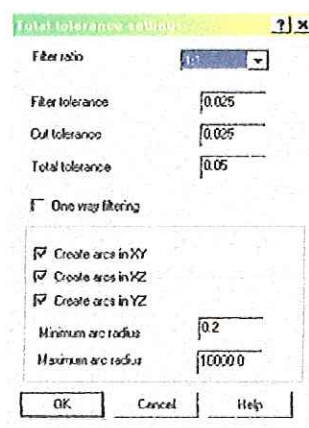 Total tolerance settings
Filter ratio 1:1
Filter tolerance 0.025
Cut tolerance 0.025
Total tolerance 0.05
One way filtering
Create arcs in XY
Create arcs in XZ
Create arcs in YZ
Minimum arc radius 0.2
Maximum arc radius 10000.0
OK Cancel Help